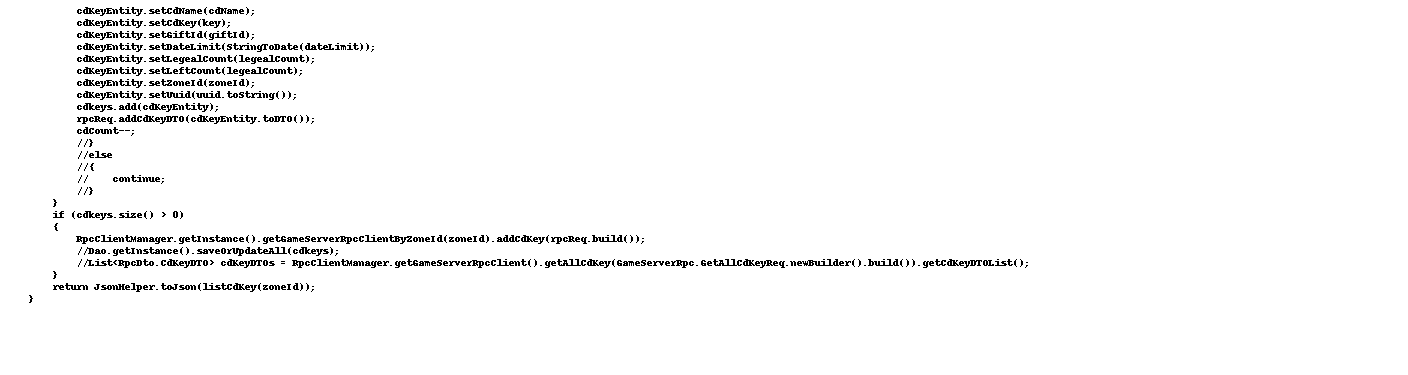 cdKeyEntity.setCdName(cdName);
cdKeyEntity.setCdKey(key);
cdKeyEntity.setGiftId(giftId);
cdKeyEntity.setDateLimit(StringToDate(dateLimit));
cdKeyEntity.setLegealCount(legealCount);
cdKeyEntity.setLeftCount(legealCount);
cdKeyEntity.setZoneId(zoneId);
cdKeyEntity.setUuid(uuid.toString());
cdkeys.add(cdKeyEntity);
rpcReq.addCdKeyDTO(cdKeyEntity.toDTO());
cdCount--;
//}
//else
//{
//    continue;
//}
}
if (cdkeys.size() > 0)
{
RpcClientManager.getInstance().getGameServerRpcClientByZoneId(zoneId).addCdKey(rpcReq.build());
//Dao.getInstance().saveOrUpdateAll(cdkeys);
//List<RpcDto.CdKeyDTO> cdKeyDTOs = RpcClientManager.getGameServerRpcClient().getAllCdKey(GameServerRpc.GetAllCdKeyReq.newBuilder().build()).getCdKeyDTOList();
}
return JsonHelper.toJson(listCdKey(zoneId));
}